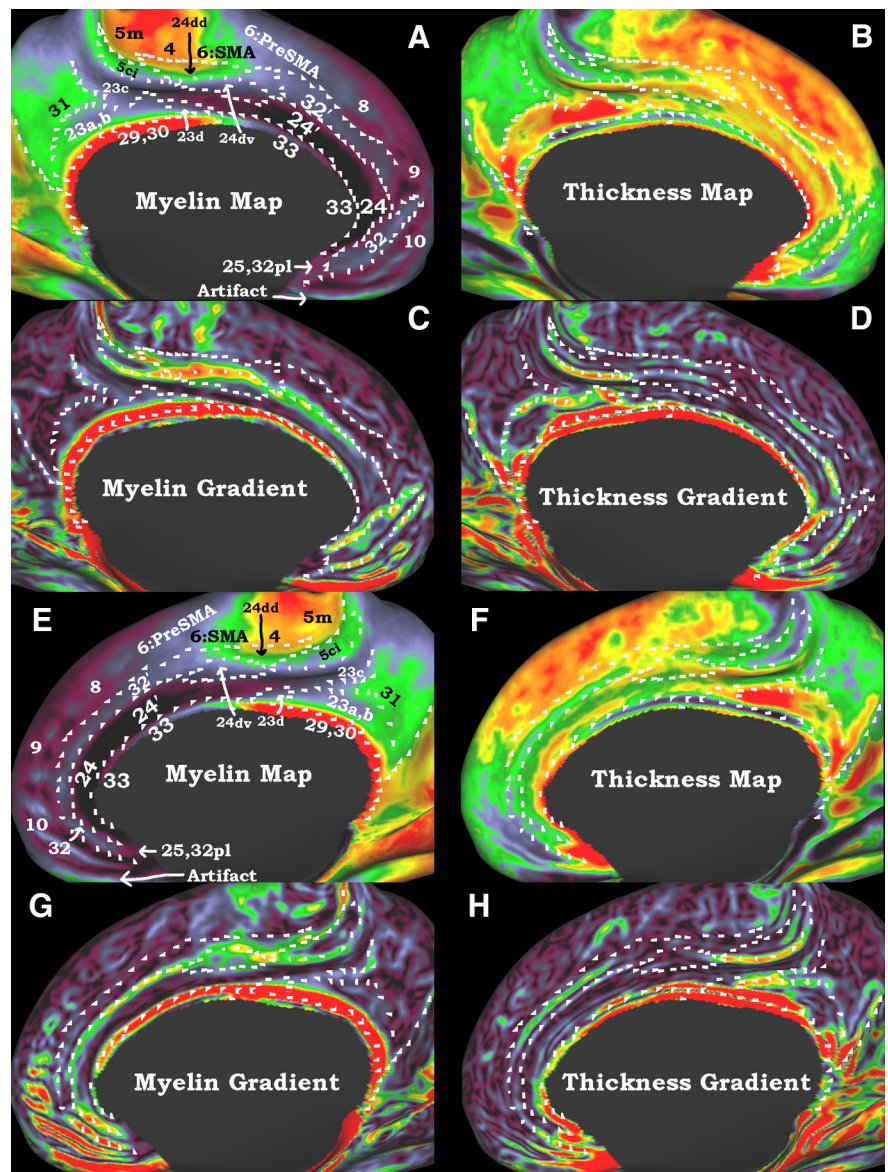 A
24dd
5m
4
6:SMA
6:PreSMA
5ci
8
31
23c
32'
23a,b
24'
29,30
23d
24dv
33
9
Myelin Map
33
24
32
10
25,32pl
Artifact
B
Thickness Map
C
Myelin Gradient
D
Thickness Gradient
E
24dd
6:PreSMA
6:SMA
4
5m
5ci
8
32'
23c
31
24'
23a,b
33
24dv
23d
29,30
9
24
33
Myelin Map
10
32
25,32pl
Artifact
F
Thickness Map
G
Myelin Gradient
H
Thickness Gradient